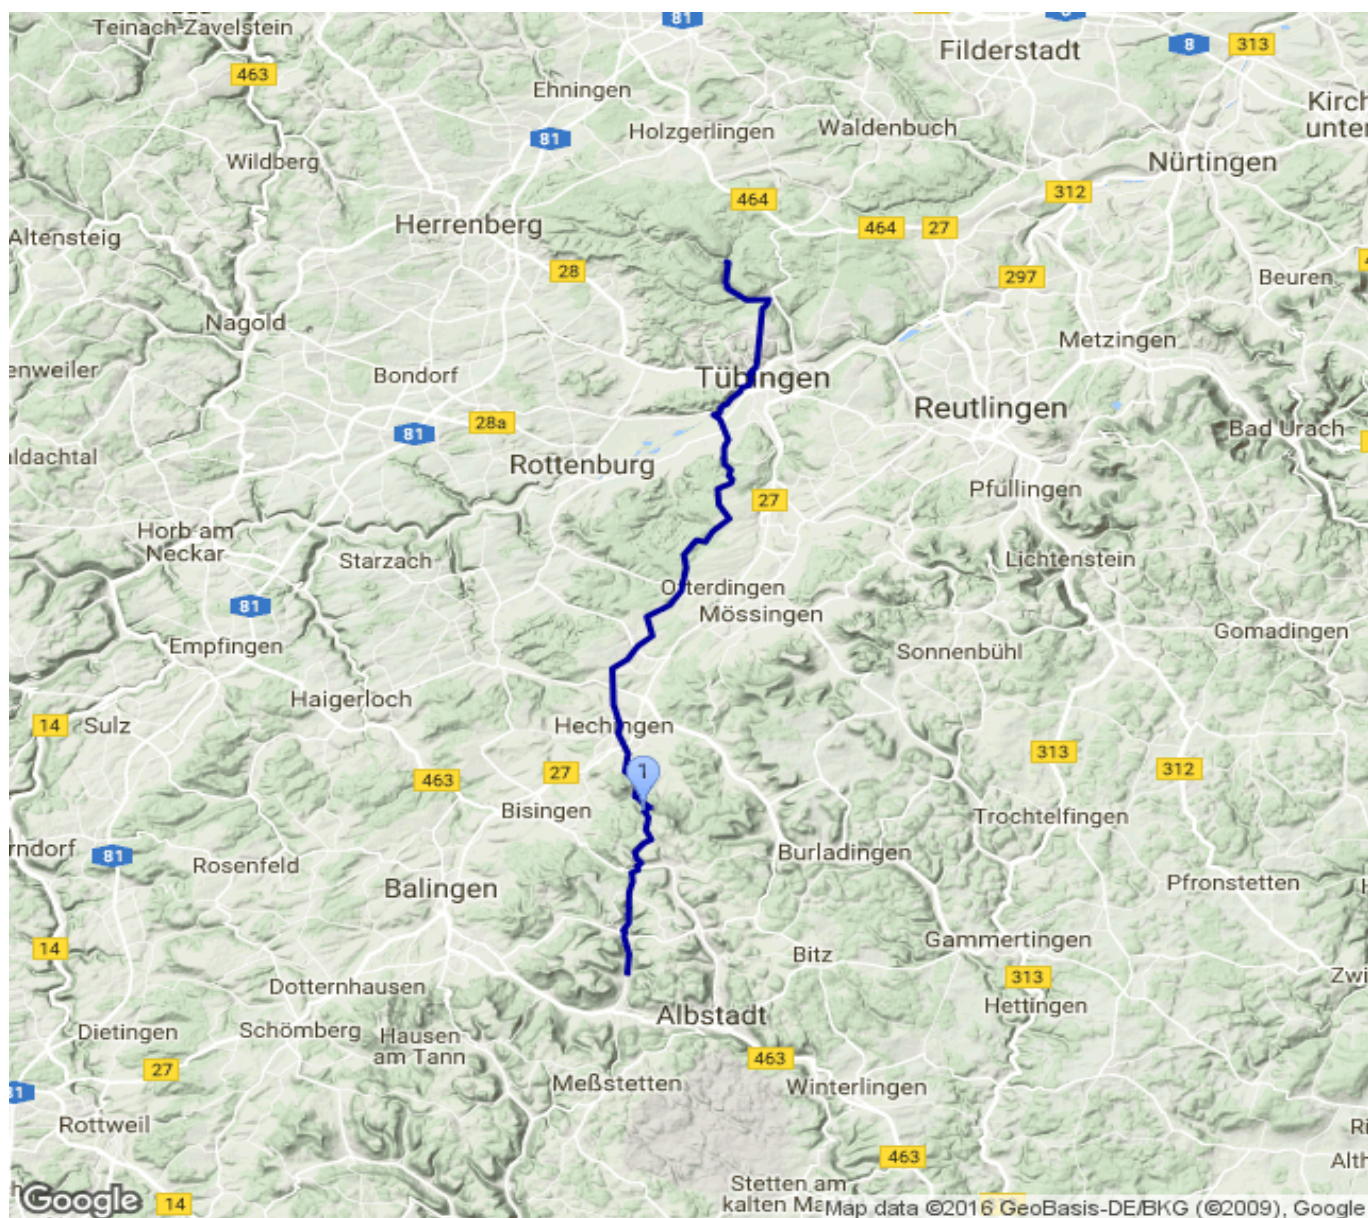 81
8
313
Teinach-Zavelstein
Filderstadt
463
Ehningen
Kirch
unter
Holzgerlingen
Waldenbuch
81
Wildberg
Nürtingen
464
312
Altensteig
Herrenberg
464
27
28
297
Beuren
Nagold
Metzingen
enweiler
Bondorf
Tübingen
Reutlingen
28a
81
Bad Urach
aldachtal
Rottenburg
Pfullingen
27
Horb am
Neckar
Starzach
Lichtenstein
Ofterdingen
81
Mössingen
Empfingen
Gomadingen
Sonnenbühl
Haigerloch
14
Sulz
Hechingen
313
312
463
27
1
Bisingen
Trochtelfingen
rndorf
81
Rosenfeld
Burladingen
Balingen
Pfronstetten
14
Gammertingen
Bitz
313
Zwi
Dotternhausen
Hettingen
Albstadt
Dietingen
Schömberg
Hausen
am Tann
463
27
Meßstetten
Winterlingen
Rottweil
463
Stetten am
kalten Ma
Alth
Google
14
Map data ©2016 GeoBasis-DE/BKG (©2009), Google